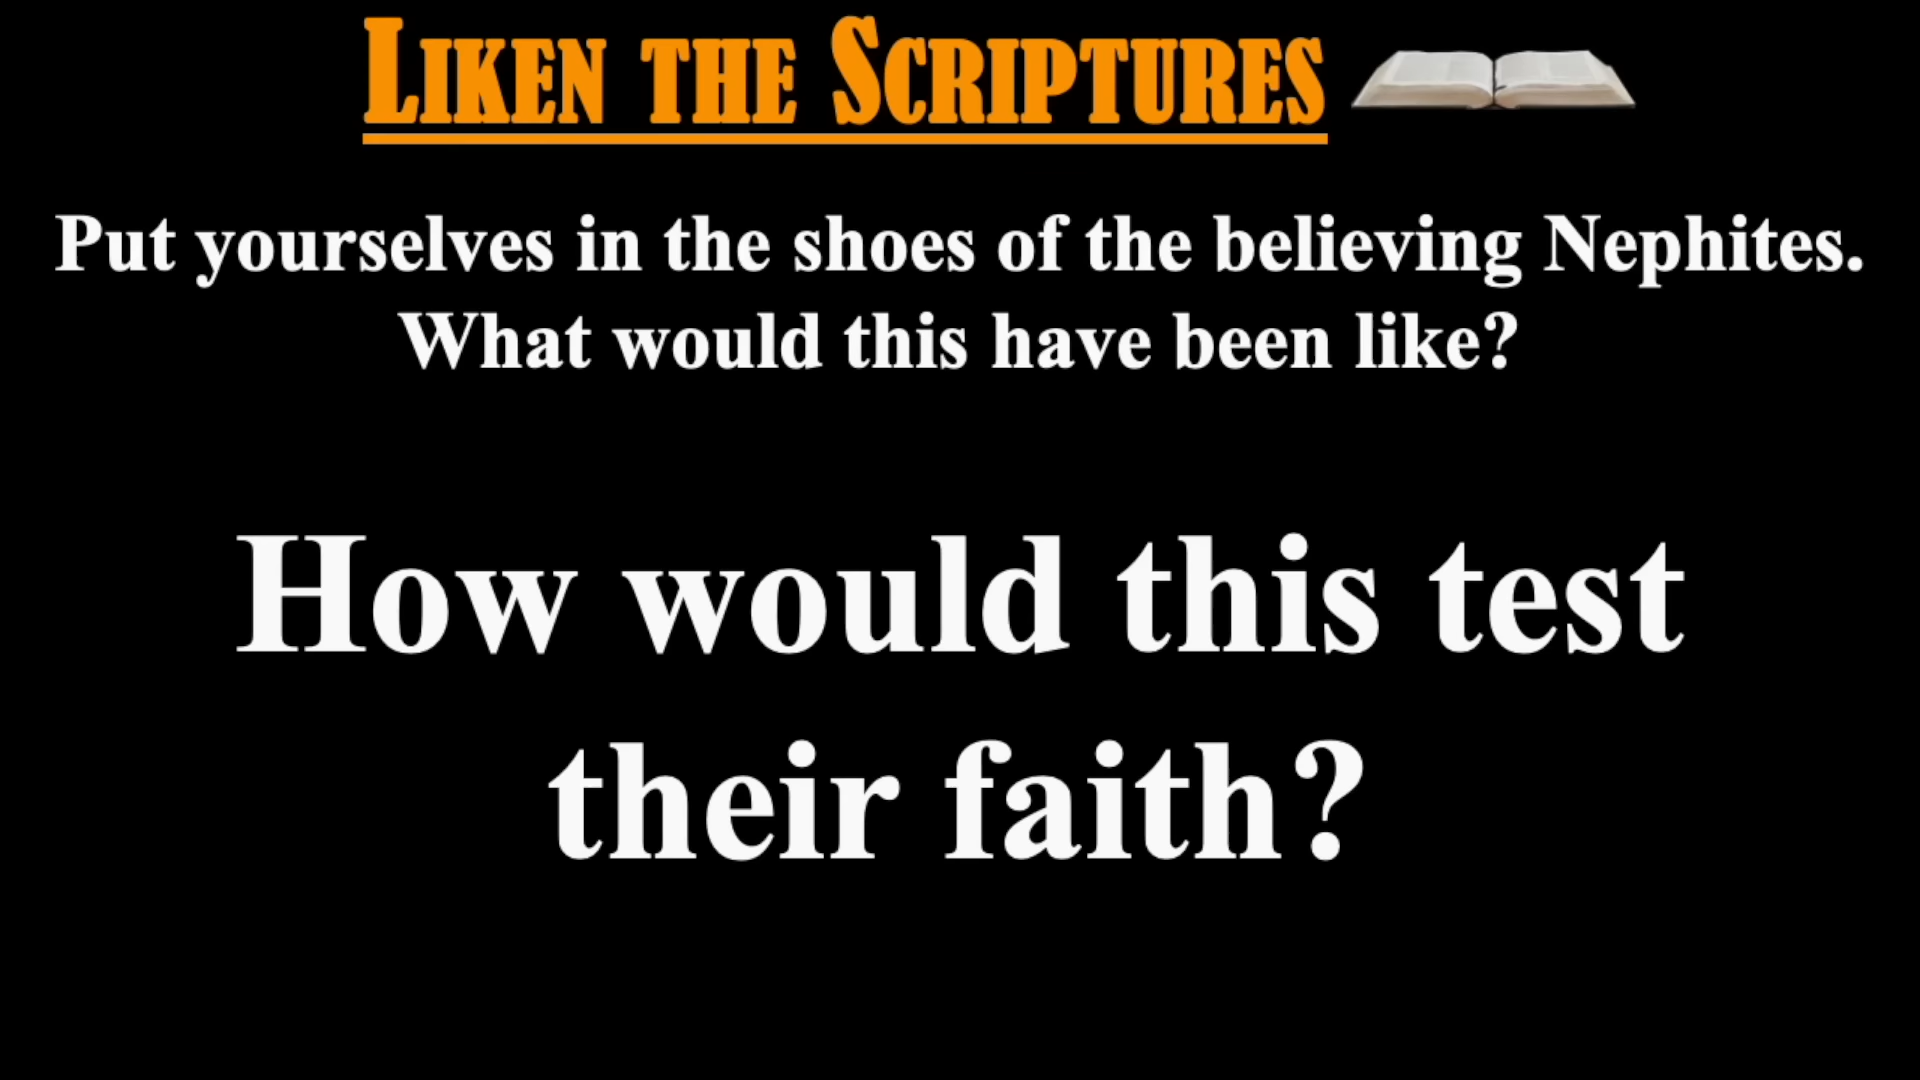 Liken the Scriptures
Put yourselves in the shoes of the believing Nephites.
What would this have been like?
How would this test
their faith?